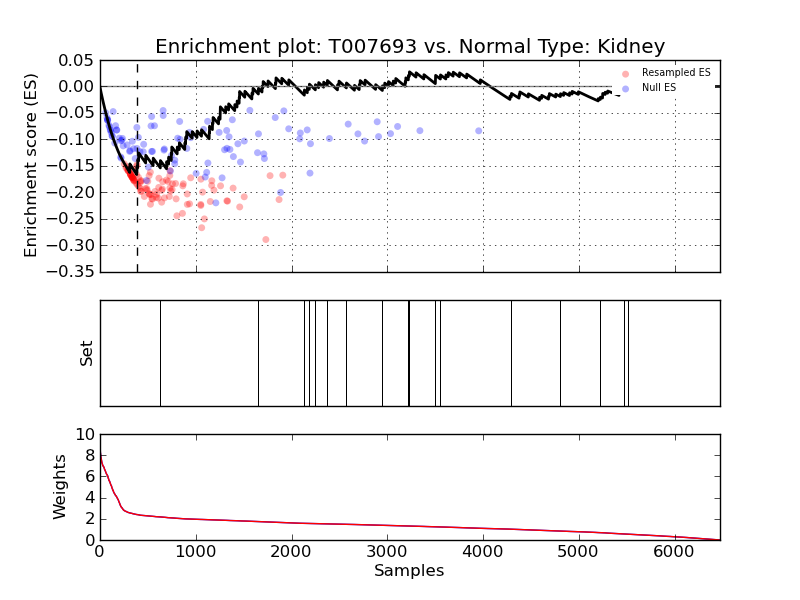 Enrichment plot: T007693 vs. Normal Type: Kidney
0.05
0.00
−0.05
−0.10
−0.15
−0.20
−0.25
−0.30
−0.35
Enrichment score (ES)
Resampled ES
Null ES
Set
10
8
6
4
2
0
Weights
0 1000 2000 3000 4000 5000 6000
Samples